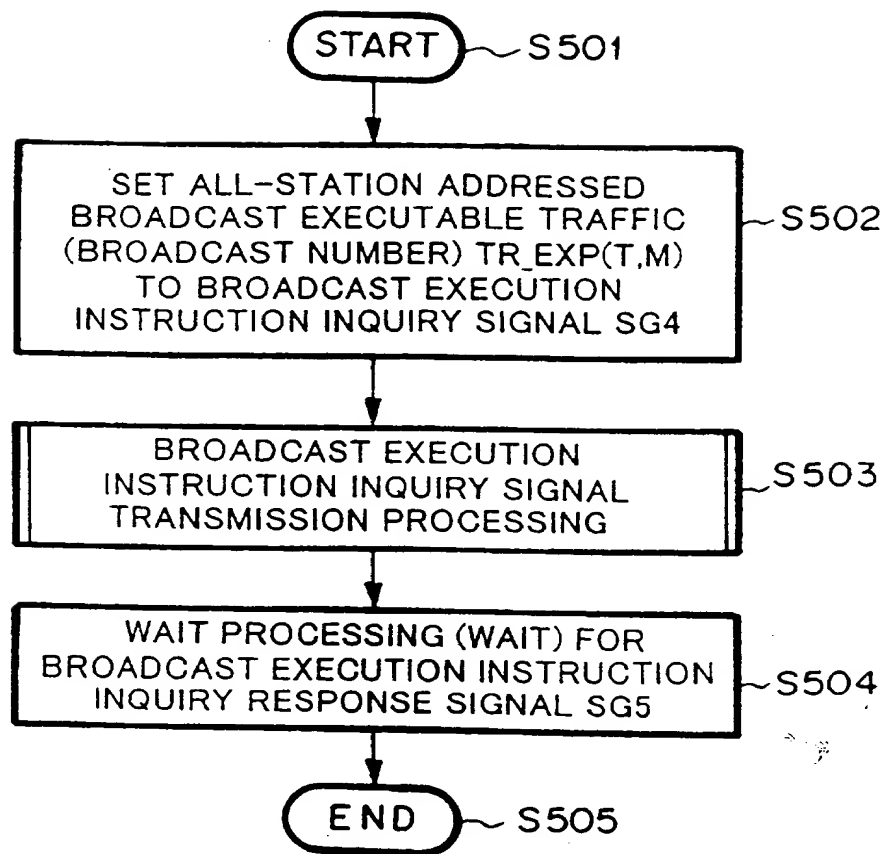 START
S501
SET ALL-STATION ADDRESSED
BROADCAST EXECUTABLE TRAFFIC
(BROADCAST NUMBER) TR_EXP(T,M)
TO BROADCAST EXECUTION
INSTRUCTION INQUIRY SIGNAL SG4
S502
BROADCAST EXECUTION
INSTRUCTION INQUIRY SIGNAL
TRANSMISSION PROCESSING
S503
WAIT PROCESSING (WAIT) FOR
BROADCAST EXECUTION INSTRUCTION
INQUIRY RESPONSE SIGNAL SG5
S504
END
S505